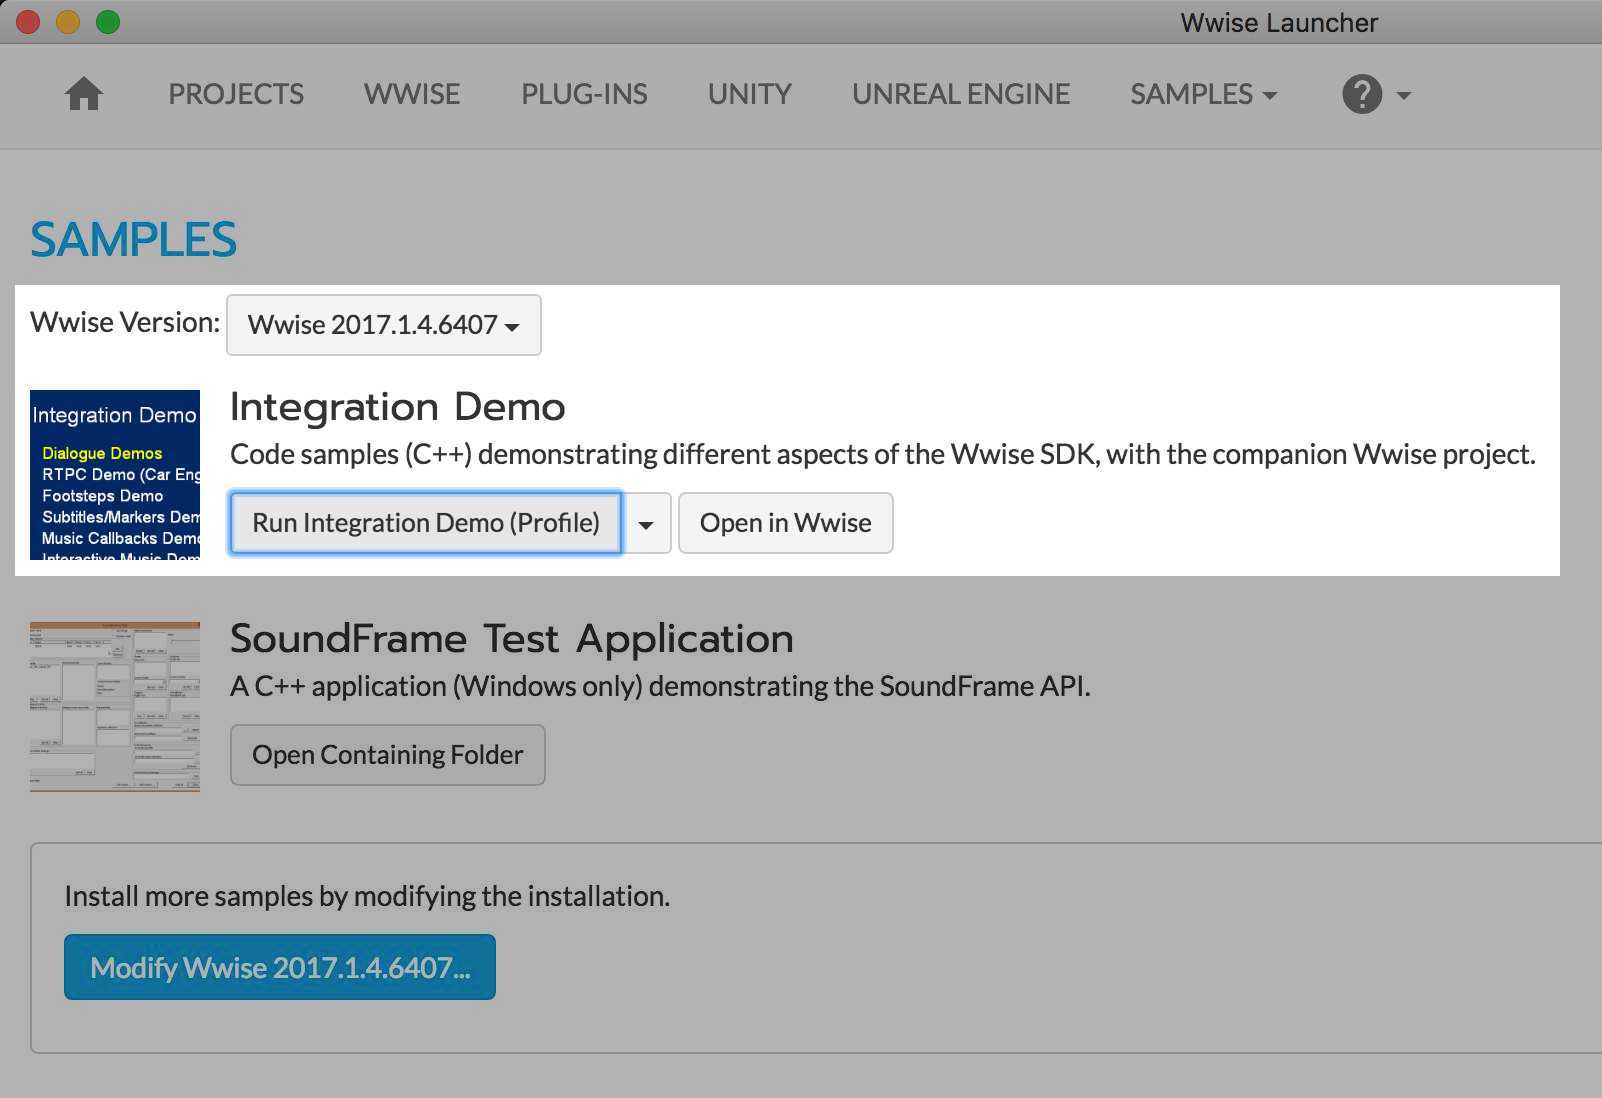 Wwise Launcher
PROJECTS WWISE PLUG-INS UNITY UNREAL ENGINE SAMPLES ?
SAMPLES
Wwise Version: Wwise 2017.1.4.6407
Integration Demo
Dialogue Demos
RTPC Demo (Car Eng
Footsteps Demo
Subtitles/Markers Dem
Music Callbacks Demo
Interactive Music Dem
Integration Demo
Code samples (C++) demonstrating different aspects of the Wwise SDK, with the companion Wwise project.
Run Integration Demo (Profile) Open in Wwise
SoundFrame Test Application
A C++ application (Windows only) demonstrating the SoundFrame API.
Open Containing Folder
Install more samples by modifying the installation.
Modify Wwise 2017.1.4.6407...